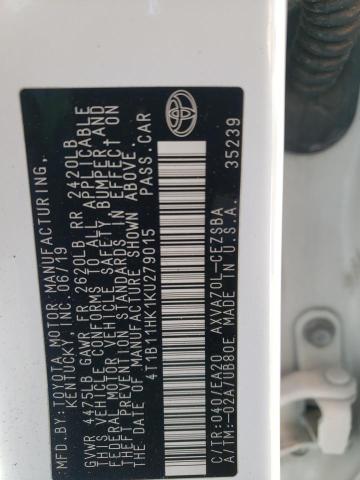 MFD. BY:TOYOTA MOTOR MANUFACTURING,
KENTUCKY, INC. 06/19
GVWR 4475LB GAWR FR 2620LB RR 2420LB
THIS VEHICLE CONFORMS TO ALL APPLICABLE
FEDERAL MOTOR VEHICLE SAFETY, BUMPER, AND
THEFT PREVENTION STANDARDS IN EFFECT ON
THE DATE OF MANUFACTURE SHOWN ABOVE.
4T1B11HK1KU279015 PASS. CAR
C/TR:040/EA20 AXVA70L-CEZSBA
A/TM:-02A/UB80E MADE IN U.S.A.
35239